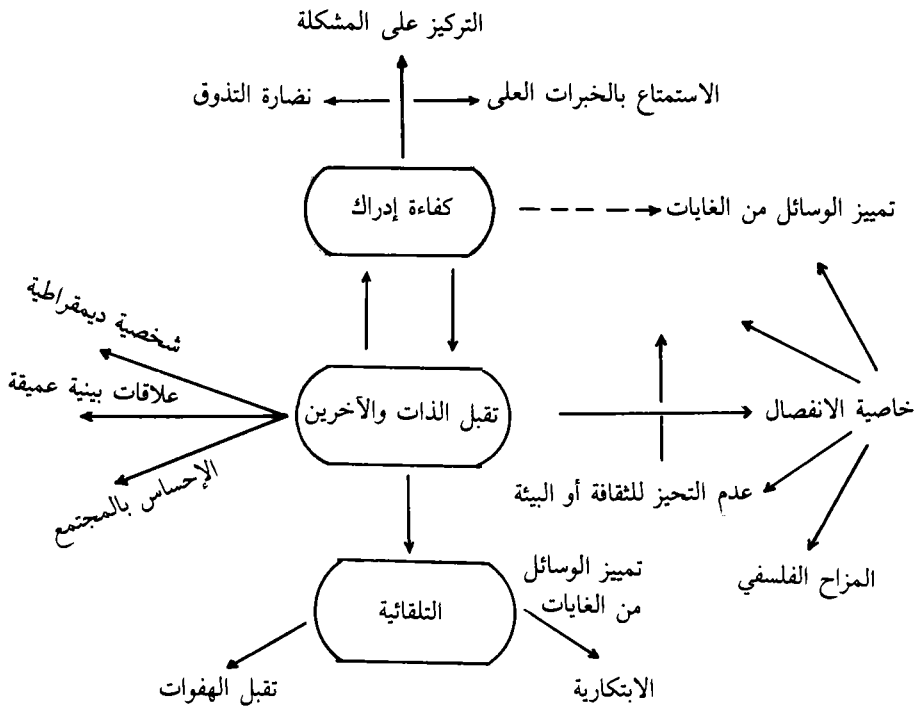 التركيز على المشكلة
الاستمتاع بالخبرات العلى
نضارة التذوق
كفاءة إدراك
تمييز الوسائل من الغايات
شخصية ديمقراطية
علاقات بينية عميقة
الإحساس بالمجتمع
تقبل الذات والآخرين
خاصية الانفصال
عدم التحيز للثقافة أو البيئة
المزاح الفلسفي
تمييز الوسائل
من الغايات
التلقائية
الابتكارية
تقبل الهفوات